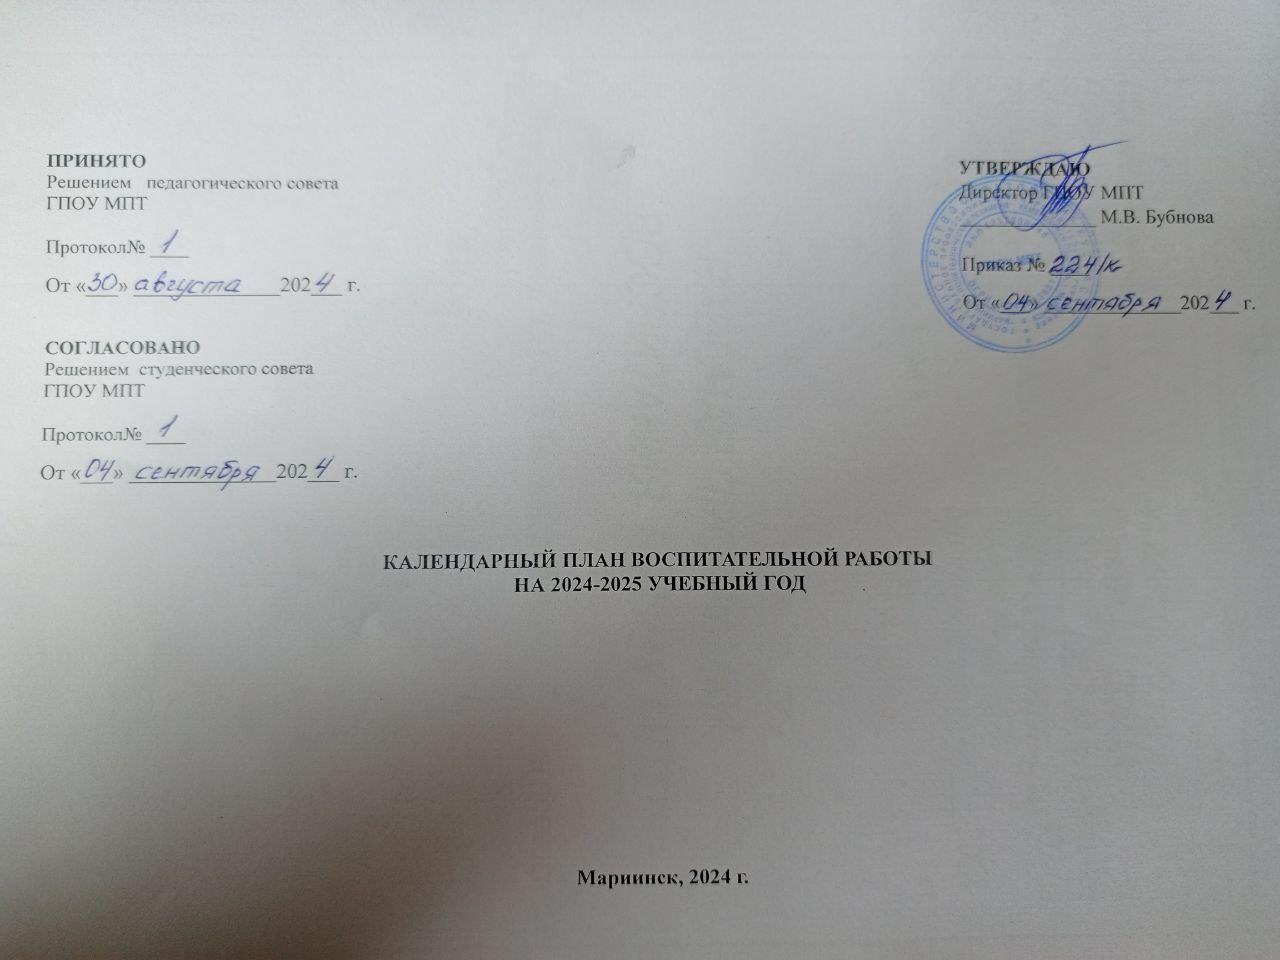 ПРИНЯТО
Решением педагогического совета
ГПОУ МПТ
Протокол№ 1
От «30» августа 2024 г.
СОГЛАСОВАНО
Решением студенческого совета
ГПОУ МПТ
Протокол№ 1
От «04» сентября 2024 г.
УТВЕРЖДАЮ
Директор ГПОУ МПТ
М.В. Бубнова
Приказ № 224/к
От «04» сентября 2024 г.
КАЛЕНДАРНЫЙ ПЛАН ВОСПИТАТЕЛЬНОЙ РАБОТЫ
НА 2024-2025 УЧЕБНЫЙ ГОД
Мариинск, 2024 г.